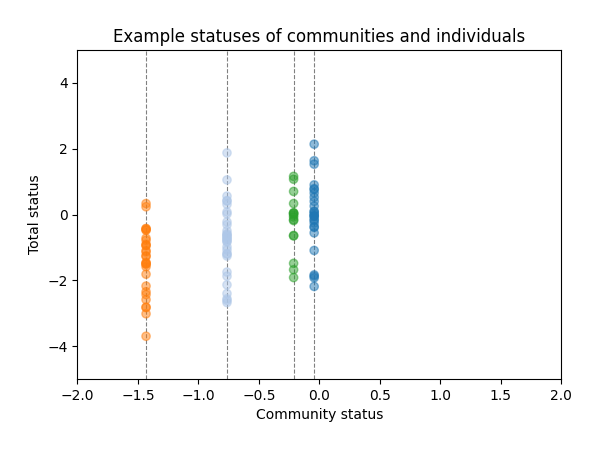 Example statuses of communities and individuals
4
2
0
−2
−4
Total status
−2.0 −1.5 −1.0 −0.5 0.0 0.5 1.0 1.5 2.0
Community status